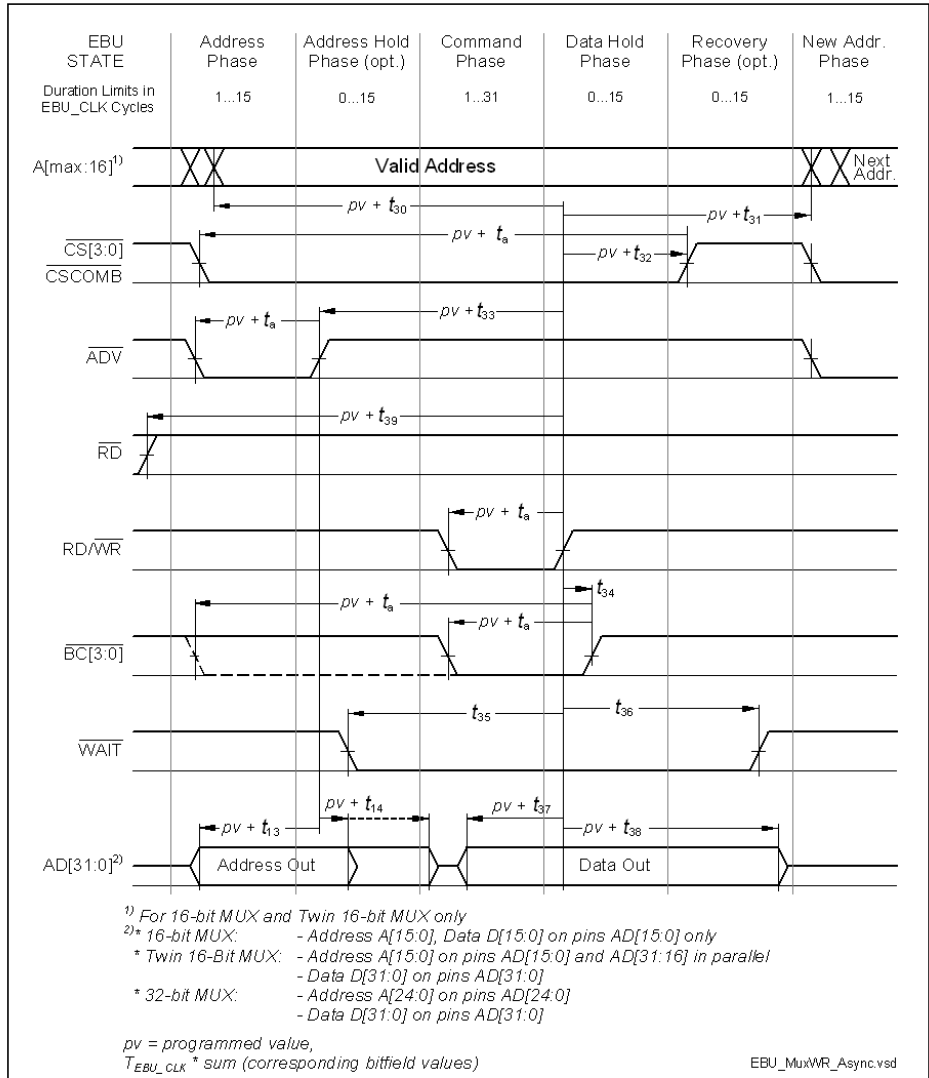 EBU STATE
Address Phase
Address Hold Phase (opt.)
Command Phase
Data Hold Phase
Recovery Phase (opt.)
New Addr. Phase
Duration Limits in EBU_CLK Cycles
1...15
0...15
1...31
0...15
0...15
1...15
A[max:16]1)
Valid Address
Next Addr.
pv + t30
pv + t31
CS[3:0]
CSCOMB
pv + ta
pv + t32
ADV
pv + ta
pv + t33
RD
pv + t39
RD/WR
pv + ta
t34
BC[3:0]
pv + ta
pv + ta
WAIT
t35
t36
pv + t14
pv + t13
pv + t37
pv + t38
AD[31:0]2)
Address Out
Data Out
1) For 16-bit MUX and Twin 16-bit MUX only
2)* 16-bit MUX: - Address A[15:0], Data D[15:0] on pins AD[15:0] only
* Twin 16-Bit MUX: - Address A[15:0] on pins AD[15:0] and AD[31:16] in parallel
- Data D[31:0] on pins AD[31:0]
* 32-bit MUX: - Address A[24:0] on pins AD[24:0]
- Data D[31:0] on pins AD[31:0]
pv = programmed value,
TEBU_CLK * sum (corresponding bitfield values)
EBU_MuxWR_Async.vsd